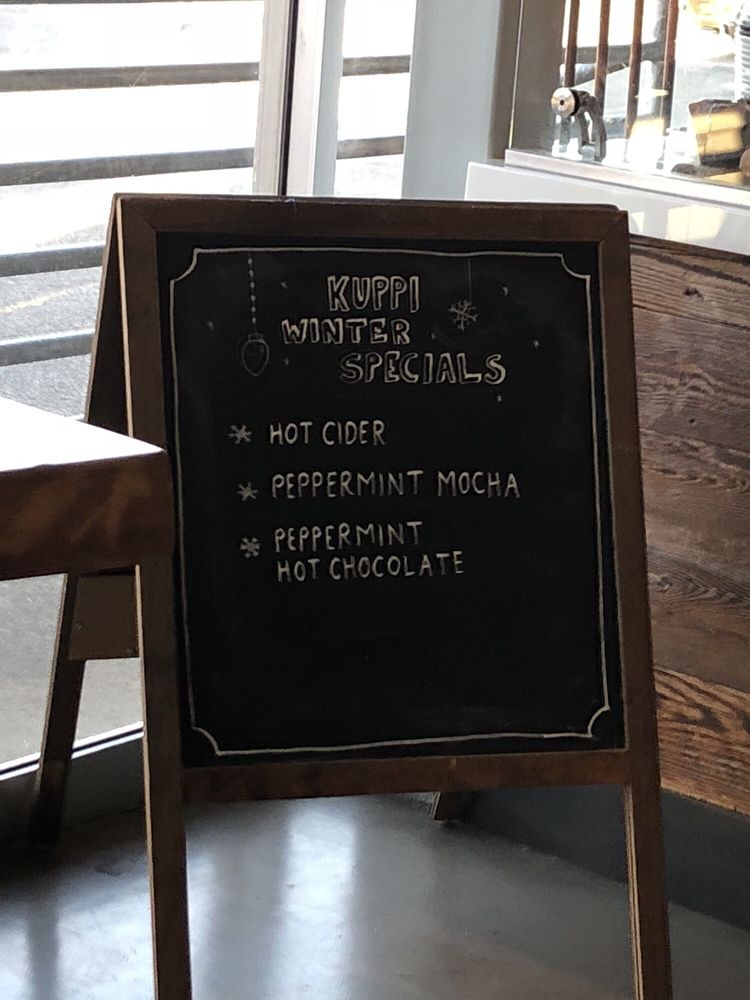 KUPPI
WINTER
SPECIALS
HOT CIDER
PEPPERMINT MOCHA
PEPPERMINT
HOT CHOCOLATE